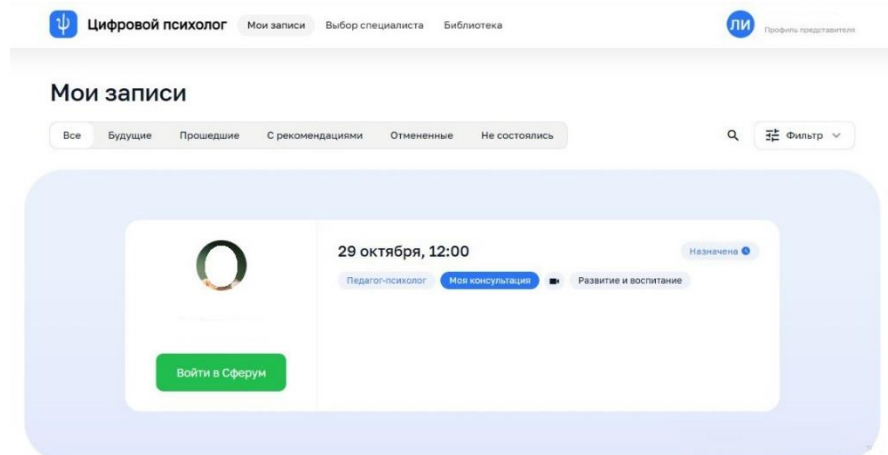 Цифровой психолог Мои записи Выбор специалиста Библиотека ЛИ Профиль представителя
Мои записи
Все Будущие Прошедшие С рекомендациями Отмененные Не состоялись Фильтр
29 октября, 12:00 Назначена
Педагог-психолог Моя консультация Развитие и воспитание
Войти в Сферум